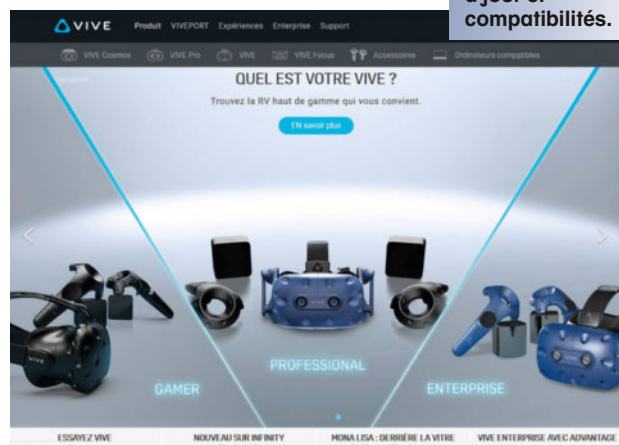 à jour et
compatibilités.
VIVE Produit VIVEPORT Expériences Enterprise Support
VIVE Cosmos VIVE Pro VIVE VIVE Focus Accessoires Ordinateurs compatibles
QUEL EST VOTRE VIVE ?
Trouvez la RV haut de gamme qui vous convient.
EN savoir plus
VIVE
VIVE
PROFESSIONAL
GAMER
ENTERPRISE
ESSAYEZ VIVE NOUVEAU SUR INFINITY MONA LISA : DERRIÈRE LA VITRE VIVE ENTERPRISE AVEC ADVANTAGE